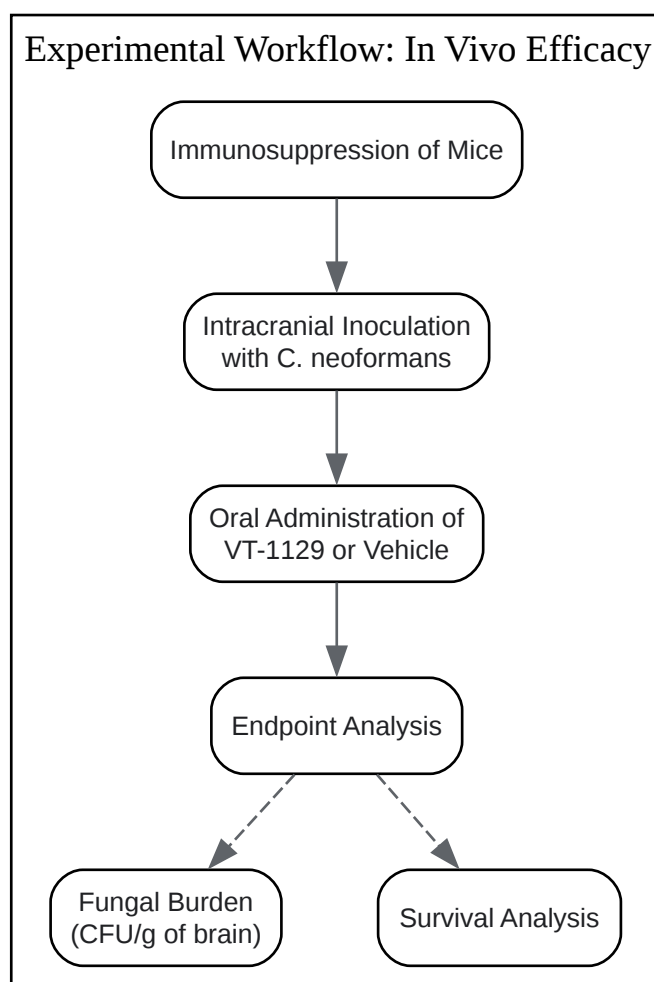 Experimental Workflow: In Vivo Efficacy
Immunosuppression of Mice
Intracranial Inoculation
with C. neoformans
Oral Administration of
VT-1129 or Vehicle
Endpoint Analysis
Fungal Burden
(CFU/g of brain)
Survival Analysis